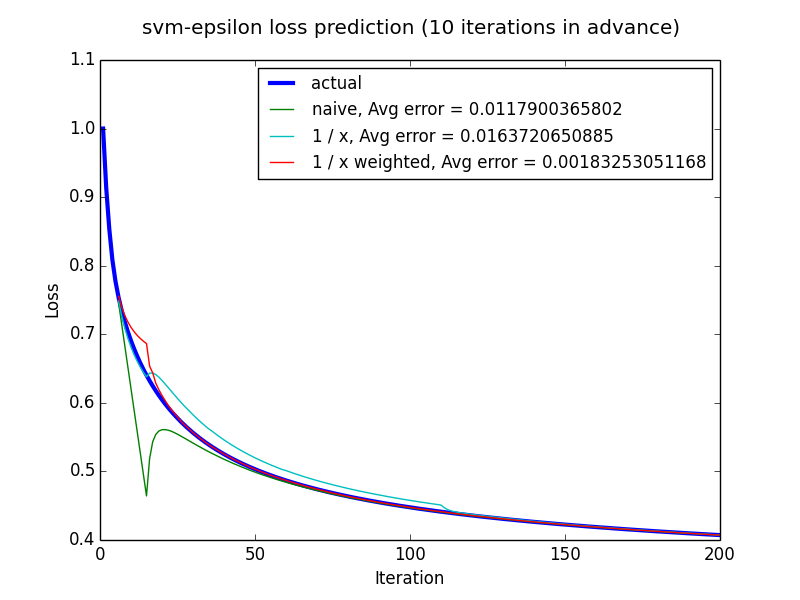 svm-epsilon loss prediction (10 iterations in advance)
1.1
1.0
0.9
0.8
0.7
0.6
0.5
0.4
Loss
actual
naive, Avg error = 0.0117900365802
1 / x, Avg error = 0.0163720650885
1 / x weighted, Avg error = 0.00183253051168
0 50 100 150 200
Iteration